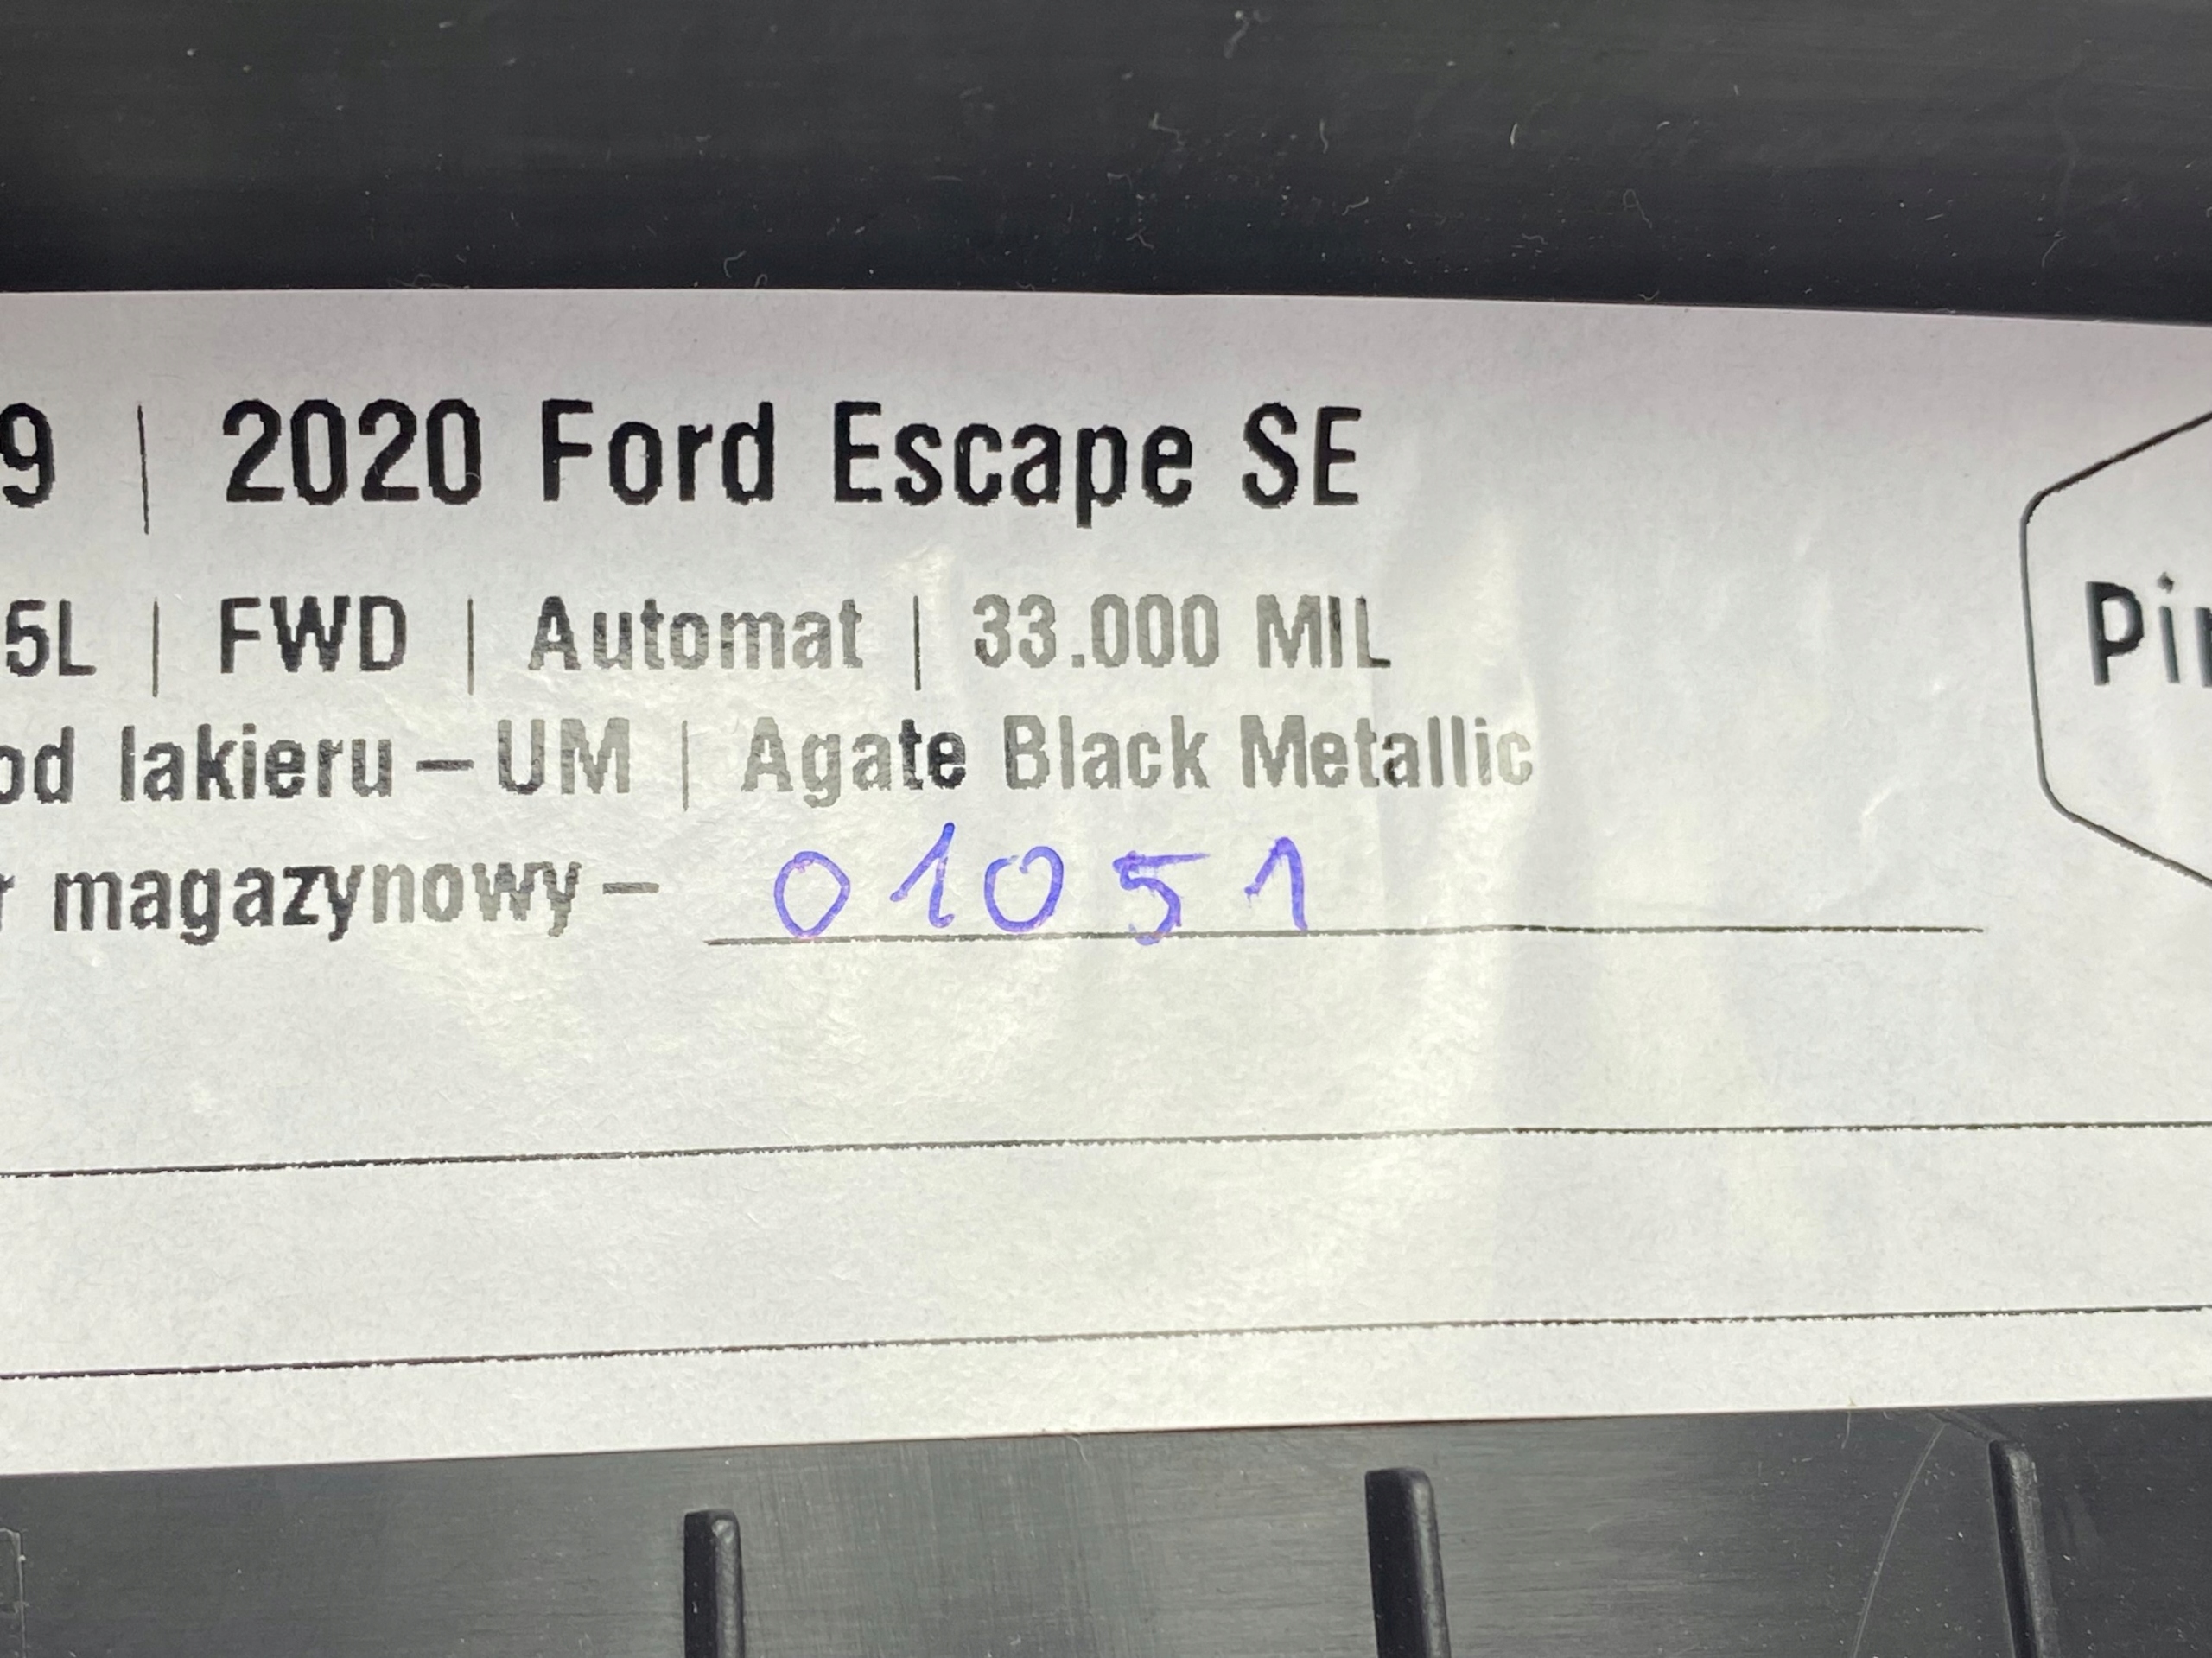 9 | 2020 Ford Escape SE
5L | FWD | Automat | 33.000 MIL
od lakieru – UM | Agate Black Metallic
r magazynowy – 01051
Pi